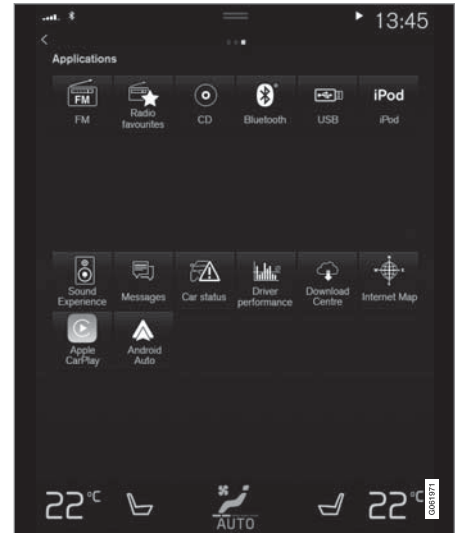 13:45
Applications
FM
FM
Radio
favourites
CD
Bluetooth
USB
iPod
iPod
Sound
Experience
Messages
Car status
Driver
performance
Download
Centre
Internet Map
Apple
CarPlay
Android
Auto
22°C
AUTO
22°C
G061971